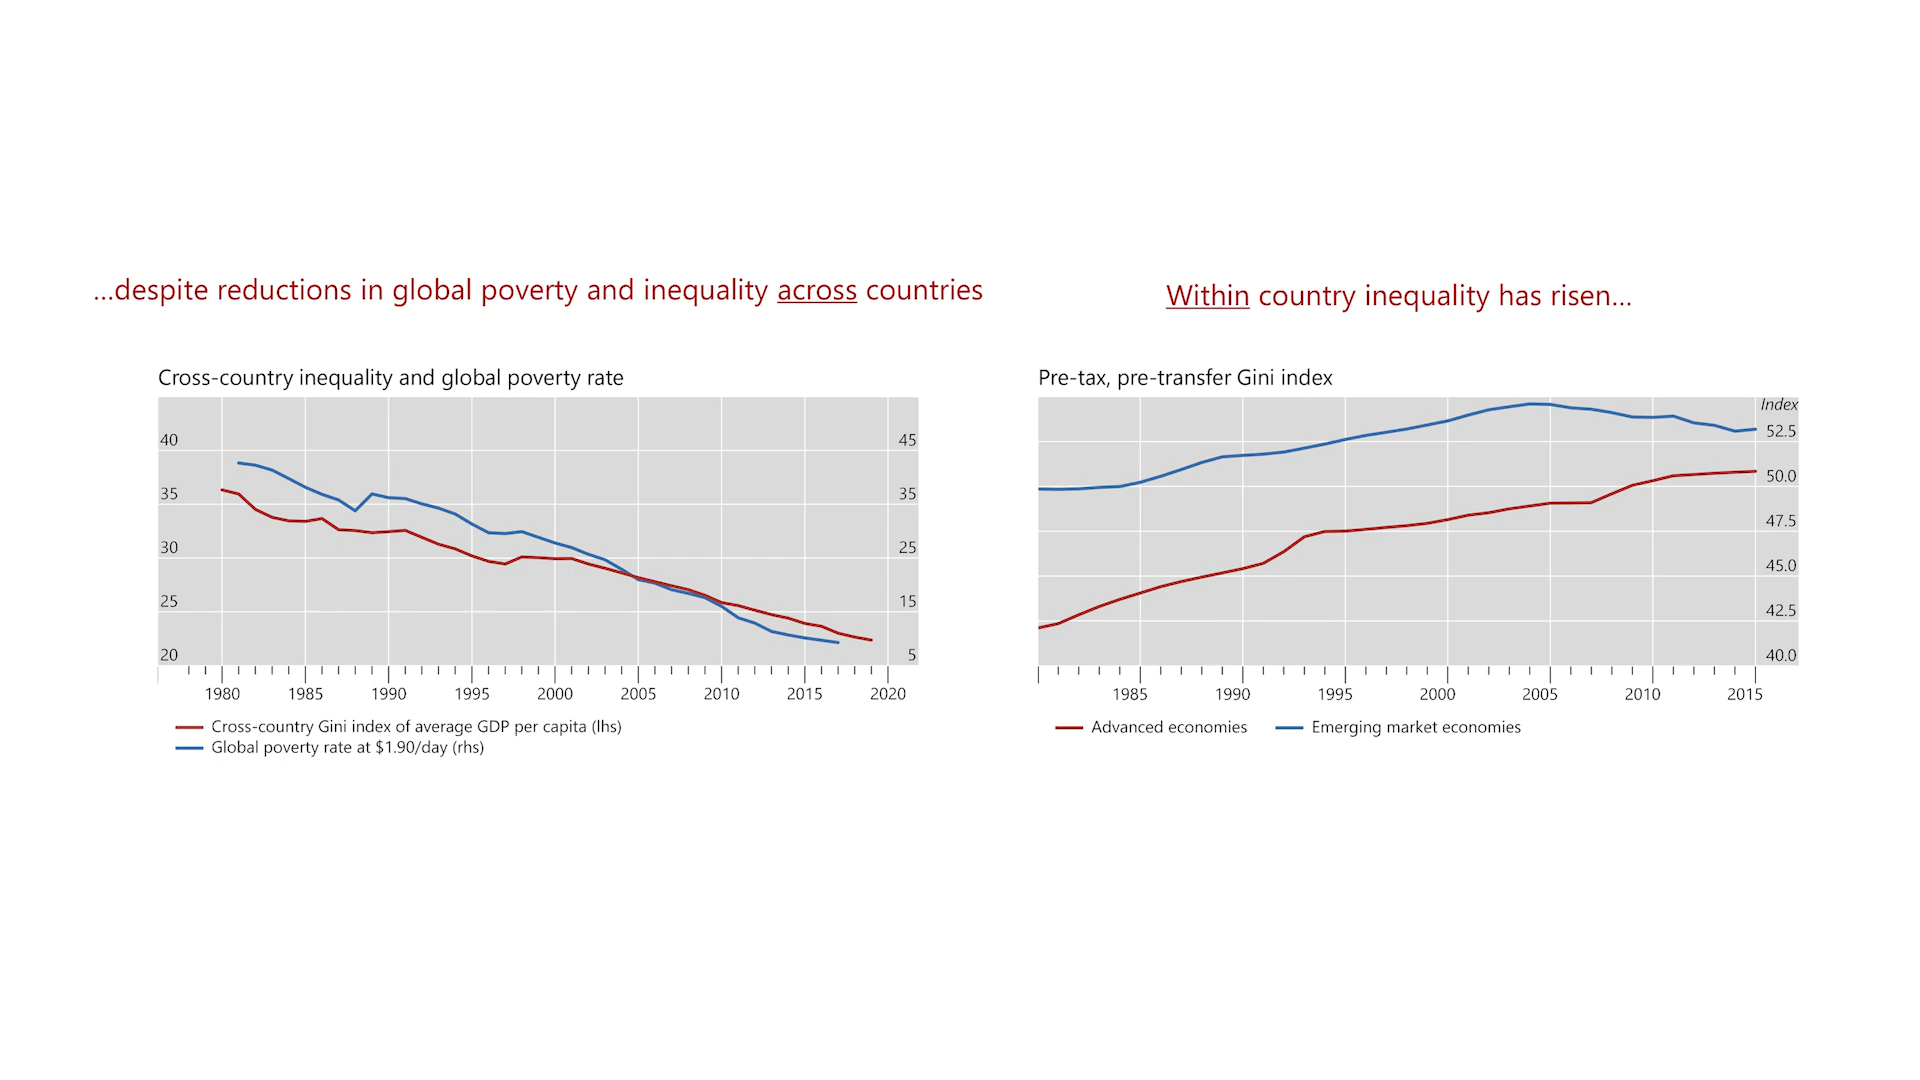 …despite reductions in global poverty and inequality across countries
Cross-country inequality and global poverty rate
40 45
35 35
30 25
25 15
20 5
1980 1985 1990 1995 2000 2005 2010 2015 2020
Cross-country Gini index of average GDP per capita (lhs)
Global poverty rate at $1.90/day (rhs)
Within country inequality has risen…
Pre-tax, pre-transfer Gini index
Index
52.5
50.0
47.5
45.0
42.5
40.0
1985 1990 1995 2000 2005 2010 2015
Advanced economies Emerging market economies